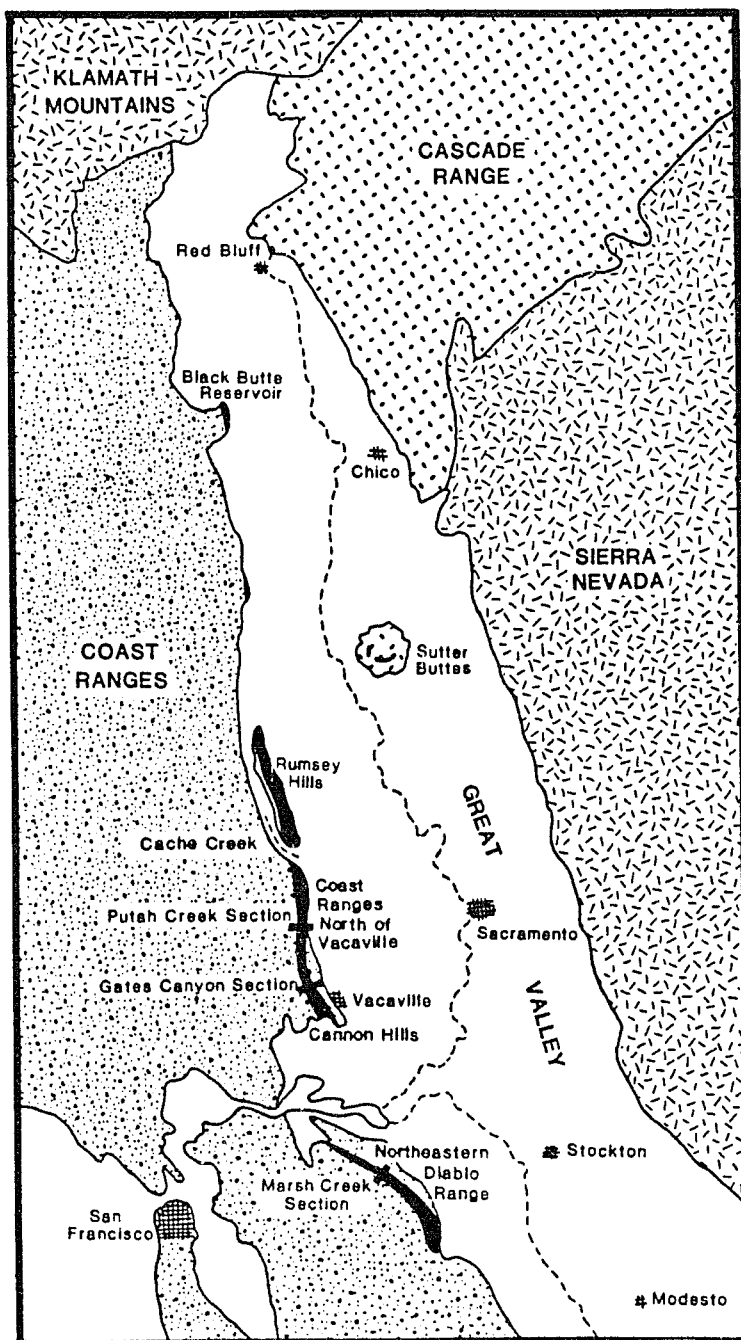 KLAMATH
MOUNTAINS
CASCADE
RANGE
Red Bluff
Black Butte
Reservoir
Chico
SIERRA
NEVADA
COAST
RANGES
Sutter
Buttes
Rumsey
Hills
GREAT
VALLEY
Cache Creek
Coast
Ranges
North of
Vacaville
Putah Creek Section
Sacramento
Gates Canyon Section
Vacaville
Cannon Hills
Northeastern
Diablo
Range
Stockton
Marsh Creek
Section
San
Francisco
Modesto